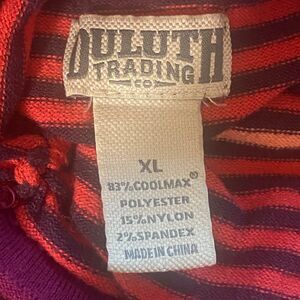 DULUTH
TRADING
CO
XL
83% COOLMAX®
POLYESTER
15% NYLON
2% SPANDEX
MADE IN CHINA